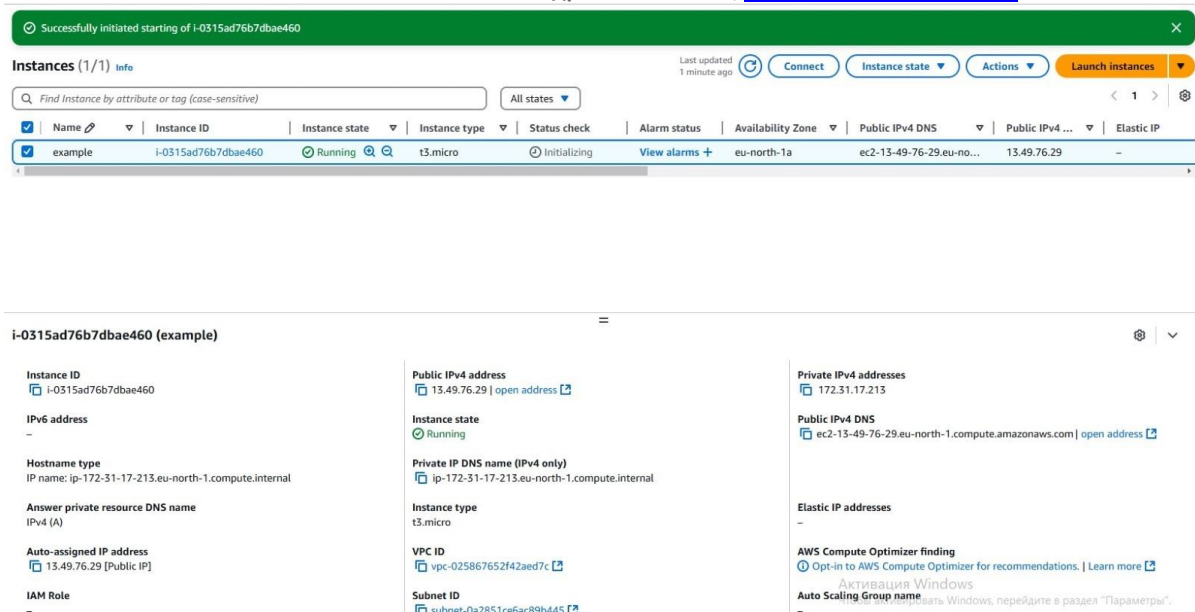 Successfully initiated starting of i-0315ad76b7dbae460
Instances (1/1) Info
Last updated
1 minute ago
Connect
Instance state
Actions
Launch instances
Find Instance by attribute or tag (case-sensitive)
All states
1
Name | Instance ID | Instance state | Instance type | Status check | Alarm status | Availability Zone | Public IPv4 DNS | Public IPv4 ... | Elastic IP
example i-0315ad76b7dbae460 Running t3.micro Initializing View alarms + eu-north-1a ec2-13-49-76-29.eu-no... 13.49.76.29 –
i-0315ad76b7dbae460 (example)
Instance ID
i-0315ad76b7dbae460
Public IPv4 address
13.49.76.29 | open address
Private IPv4 addresses
172.31.17.213
IPv6 address
–
Instance state
Running
Public IPv4 DNS
ec2-13-49-76-29.eu-north-1.compute.amazonaws.com | open address
Hostname type
IP name: ip-172-31-17-213.eu-north-1.compute.internal
Private IP DNS name (IPv4 only)
ip-172-31-17-213.eu-north-1.compute.internal
Answer private resource DNS name
IPv4 (A)
Instance type
t3.micro
Elastic IP addresses
–
Auto-assigned IP address
13.49.76.29 [Public IP]
VPC ID
vpc-025867652f42aed7c
AWS Compute Optimizer finding
Opt-in to AWS Compute Optimizer for recommendations. | Learn more
Активация Windows
IAM Role
–
Subnet ID
subnet-0a2851ce6ac89b445
Auto Scaling Group name
–
Чтобы активировать Windows, перейдите в раздел "Параметры".